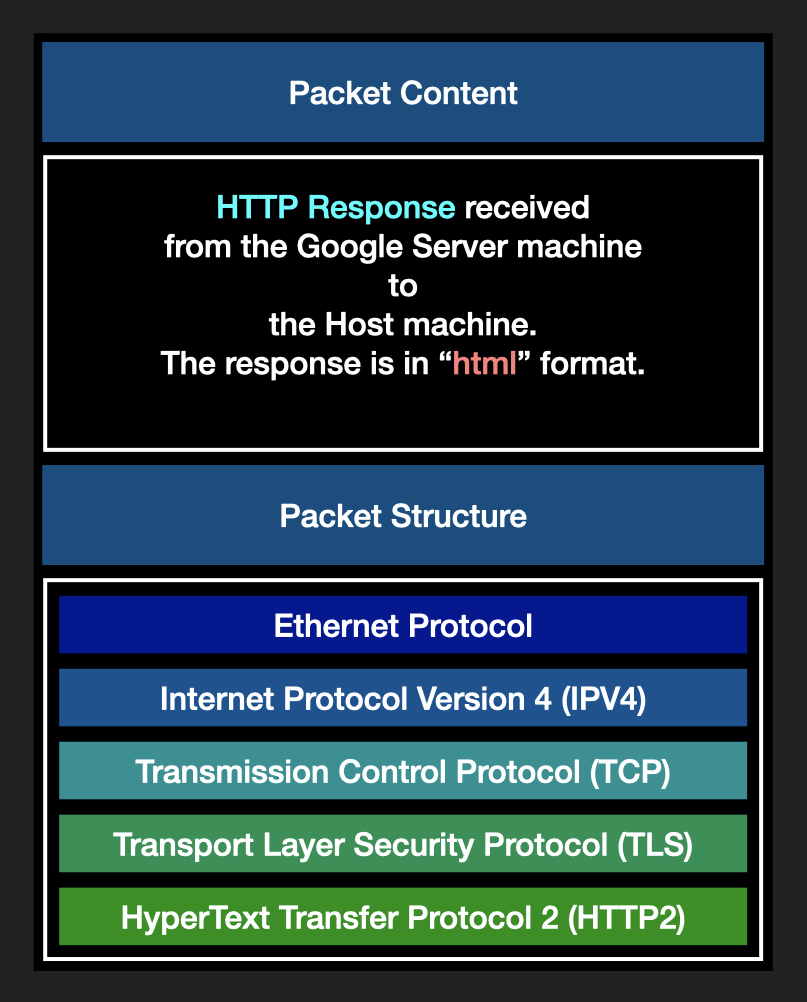 Packet Content
HTTP Response received
from the Google Server machine
to
the Host machine.
The response is in “html” format.
Packet Structure
Ethernet Protocol
Internet Protocol Version 4 (IPV4)
Transmission Control Protocol (TCP)
Transport Layer Security Protocol (TLS)
HyperText Transfer Protocol 2 (HTTP2)